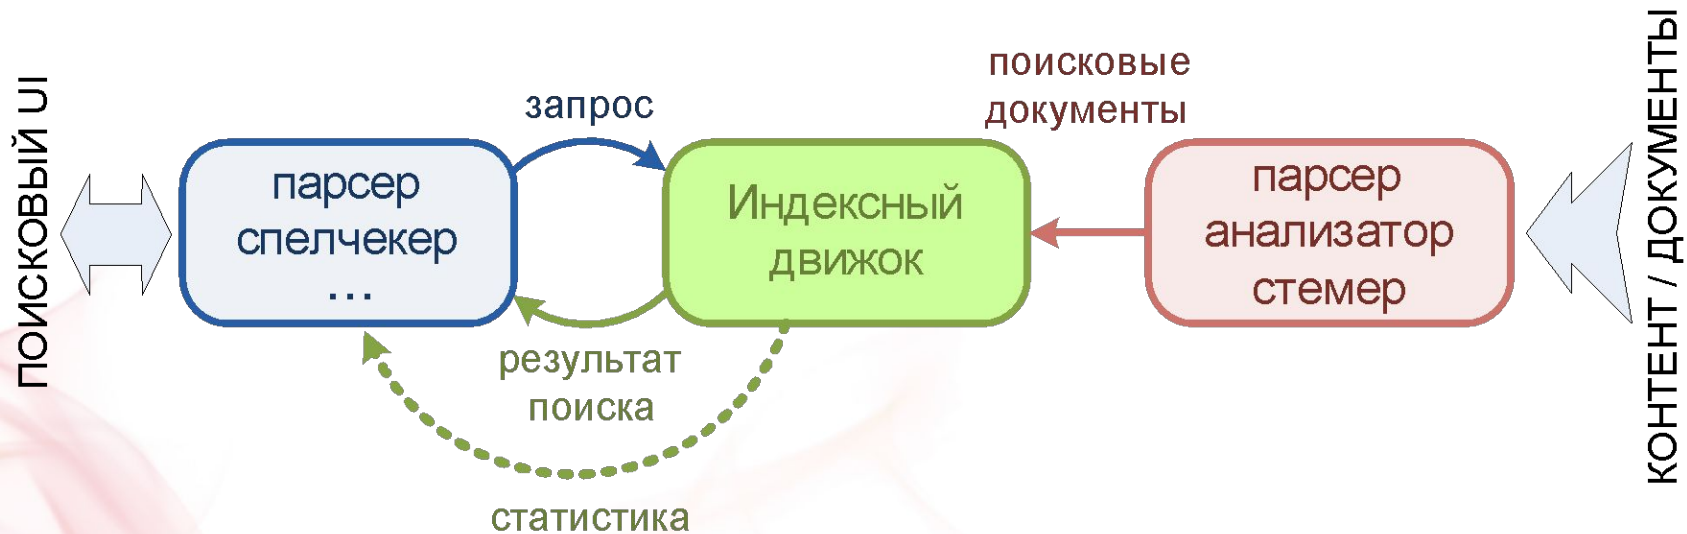 ПОИСКОВЫЙ UI
парсер
спелчекер
...
запрос
результат
поиска
статистика
Индексный
движок
поисковые
документы
парсер
анализатор
стемер
КОНТЕНТ / ДОКУМЕНТЫ